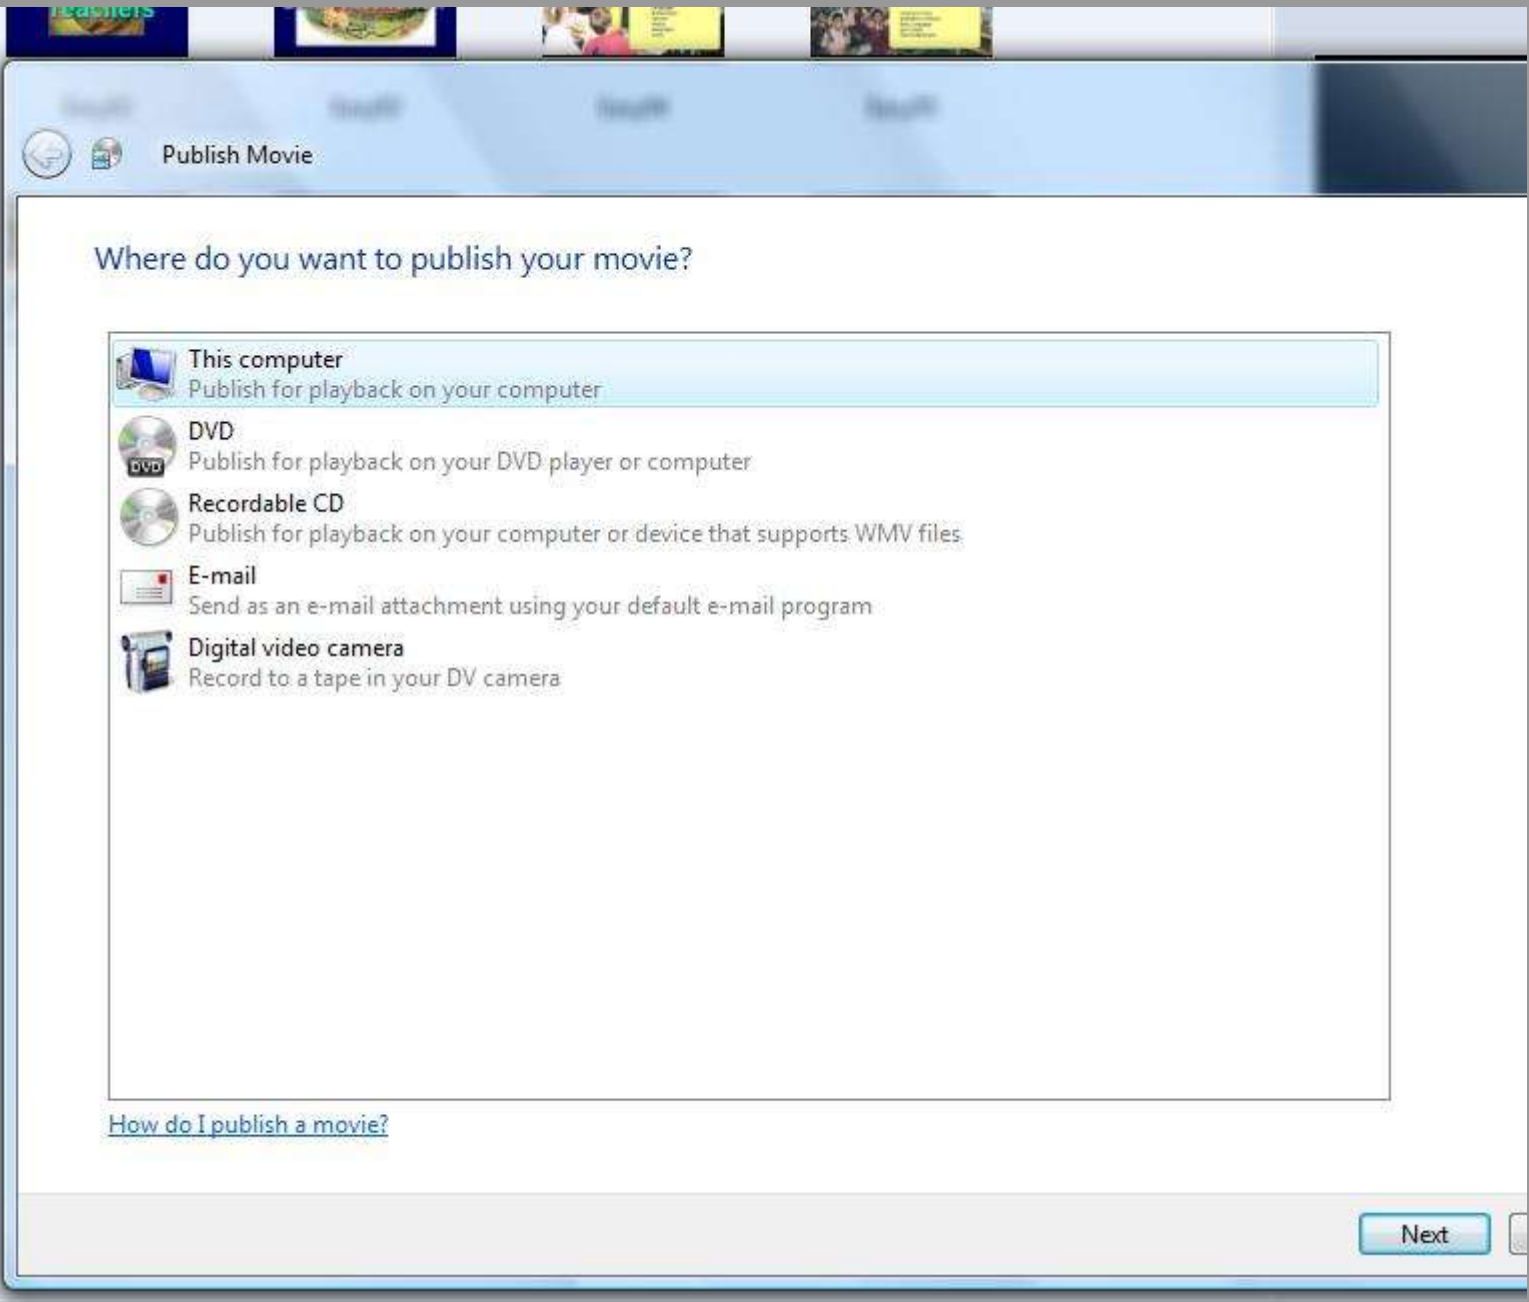 Teachers
Publish Movie
Where do you want to publish your movie?
This computer
Publish for playback on your computer
DVD
DVD
Publish for playback on your DVD player or computer
Recordable CD
Publish for playback on your computer or device that supports WMV files
E-mail
Send as an e-mail attachment using your default e-mail program
Digital video camera
Record to a tape in your DV camera
How do I publish a movie?
Next